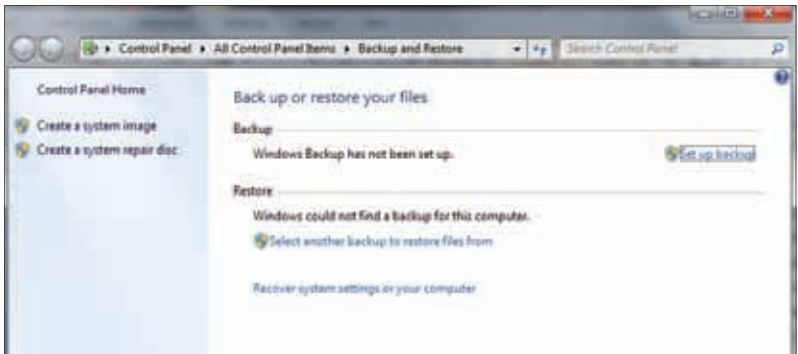 Control Panel ▸ All Control Panel Items ▸ Backup and Restore
Search Control Panel
Control Panel Home
Create a system image
Create a system repair disc
Back up or restore your files
Backup
Windows Backup has not been set up.
Set up backup
Restore
Windows could not find a backup for this computer.
Select another backup to restore files from
Recover system settings or your computer